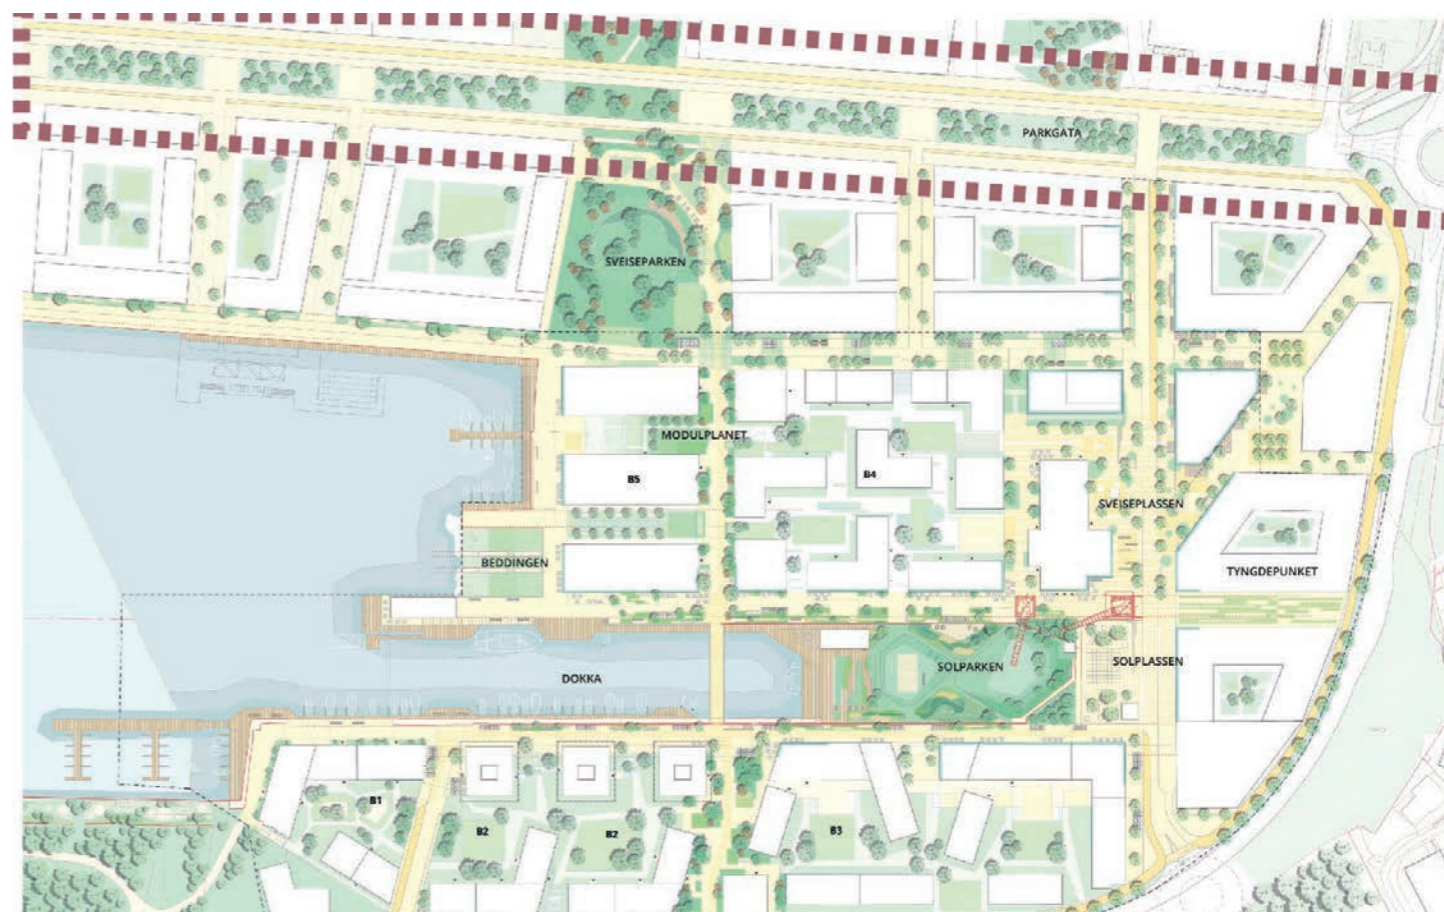 PARKGATA
SVEISEPARKEN
MODULPLANET
B5
B4
SVEISEPLASSEN
BEDDINGEN
TYNGDEPUNKET
SOLPARKEN
SOLPLASSEN
DOKKA
B1
B2
B2
B3